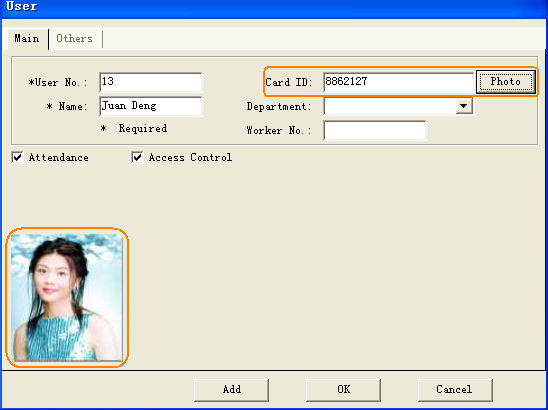 User
Main Others
*User No.: 13 Card ID: 8862127 Photo
* Name: Juan Deng Department:
* Required Worker No.:
Attendance Access Control
Add OK Cancel